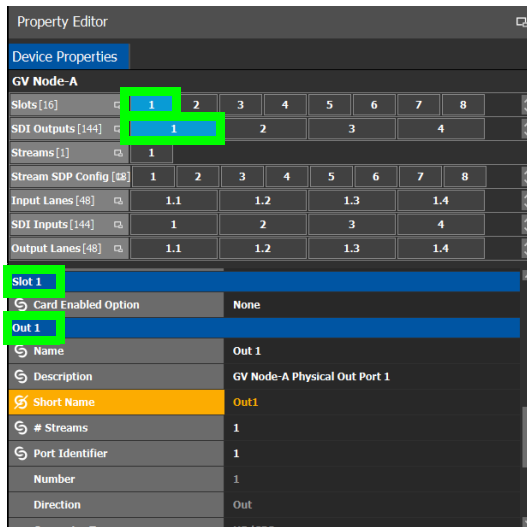 Property Editor
Device Properties
GV Node-A
Slots [16] 1 2 3 4 5 6 7 8
SDI Outputs [144] 1 2 3 4
Streams [1] 1
Stream SDP Config [48] 1 2 3 4 5 6 7 8
Input Lanes [48] 1.1 1.2 1.3 1.4
SDI Inputs [144] 1 2 3 4
Output Lanes [48] 1.1 1.2 1.3 1.4
Slot 1
Card Enabled Option None
Out 1
Name Out 1
Description GV Node-A Physical Out Port 1
Short Name Out1
# Streams 1
Port Identifier 1
Number 1
Direction Out